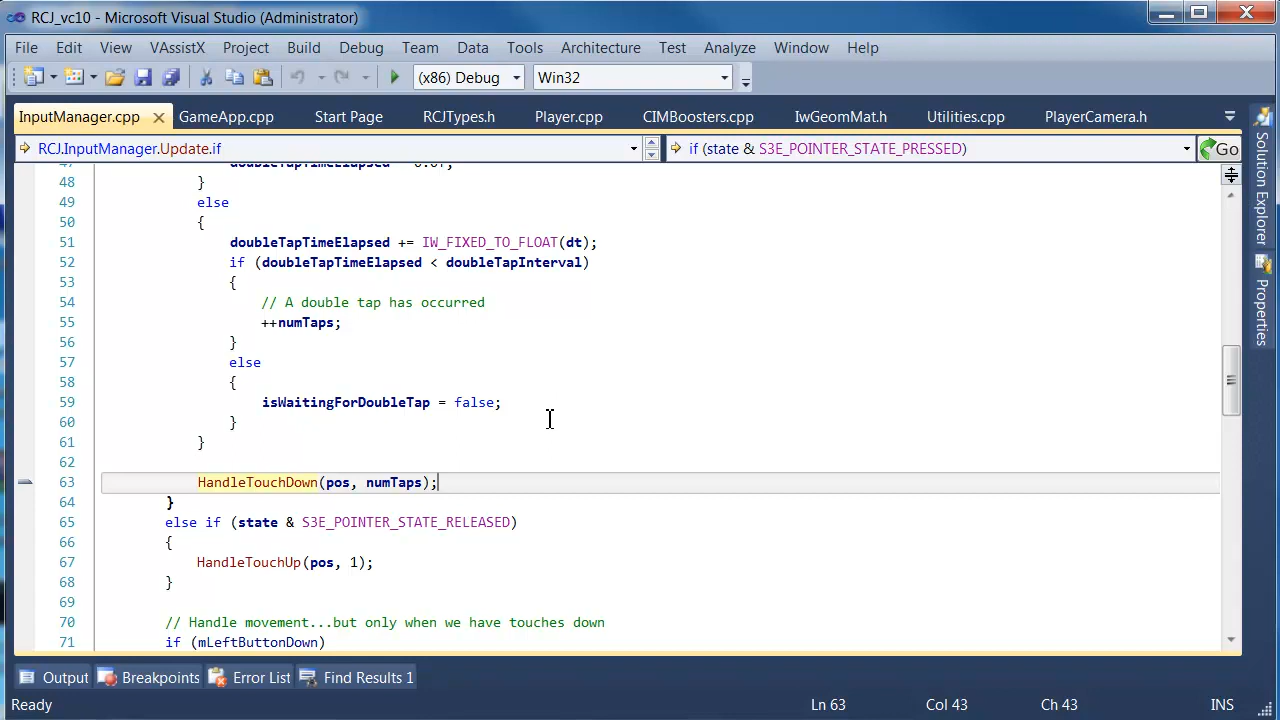 RCJ_vc10 - Microsoft Visual Studio (Administrator)
File Edit View VAssistX Project Build Debug Team Data Tools Architecture Test Analyze Window Help
(x86) Debug Win32
InputManager.cpp GameApp.cpp Start Page RCJTypes.h Player.cpp CIMBoosters.cpp IwGeomMat.h Utilities.cpp PlayerCamera.h
RCJ.InputManager.Update.if if (state & S3E_POINTER_STATE_PRESSED) Go
47 doubleTapTimeElapsed
48 }
49 else
50 {
51 doubleTapTimeElapsed += IW_FIXED_TO_FLOAT(dt);
52 if (doubleTapTimeElapsed < doubleTapInterval)
53 {
54 // A double tap has occurred
55 ++numTaps;
56 }
57 else
58 {
59 isWaitingForDoubleTap = false;
60 }
61 }
62
63 HandleTouchDown(pos, numTaps);
64 }
65 else if (state & S3E_POINTER_STATE_RELEASED)
66 {
67 HandleTouchUp(pos, 1);
68 }
69
70 // Handle movement...but only when we have touches down
71 if (mLeftButtonDown)
Solution Explorer
Properties
Output Breakpoints Error List Find Results 1
Ready Ln 63 Col 43 Ch 43 INS